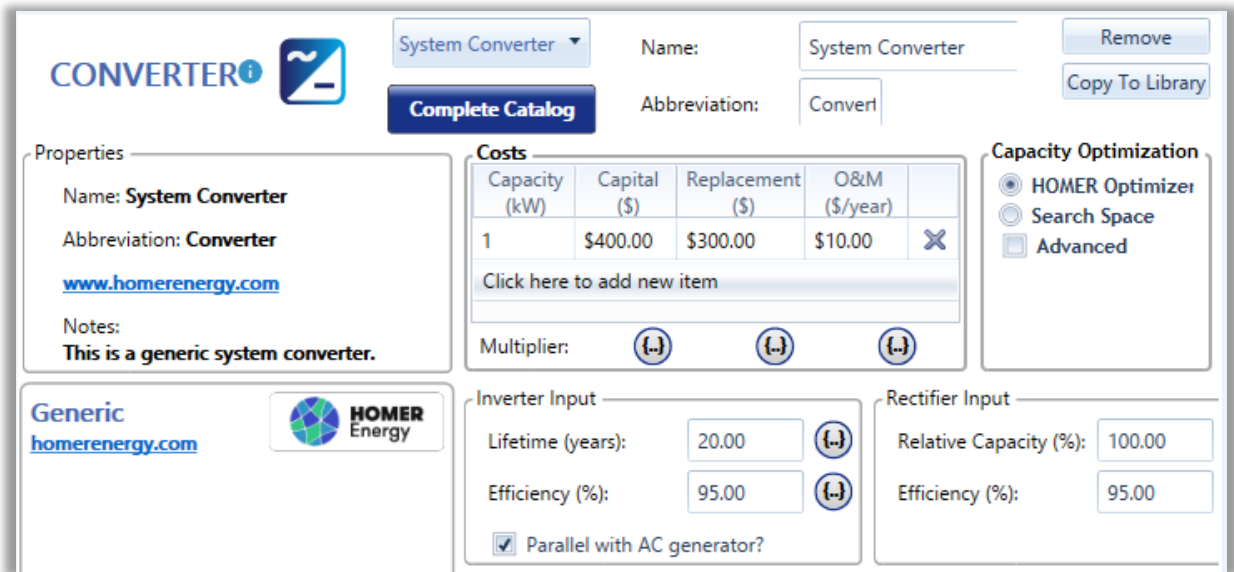 CONVERTER
System Converter
Complete Catalog
Name:
System Converter
Abbreviation:
Convert
Remove
Copy To Library
Properties
Name: System Converter
Abbreviation: Converter
www.homerenergy.com
Notes:
This is a generic system converter.
Generic
homerenergy.com
HOMER
Energy
Costs
Capacity (kW) Capital ($) Replacement ($) O&M ($/year)
1 $400.00 $300.00 $10.00
Click here to add new item
Multiplier: {..} {..} {..}
Capacity Optimization
HOMER Optimizer
Search Space
Advanced
Inverter Input
Lifetime (years): 20.00 {..}
Efficiency (%): 95.00 {..}
Parallel with AC generator?
Rectifier Input
Relative Capacity (%): 100.00
Efficiency (%): 95.00